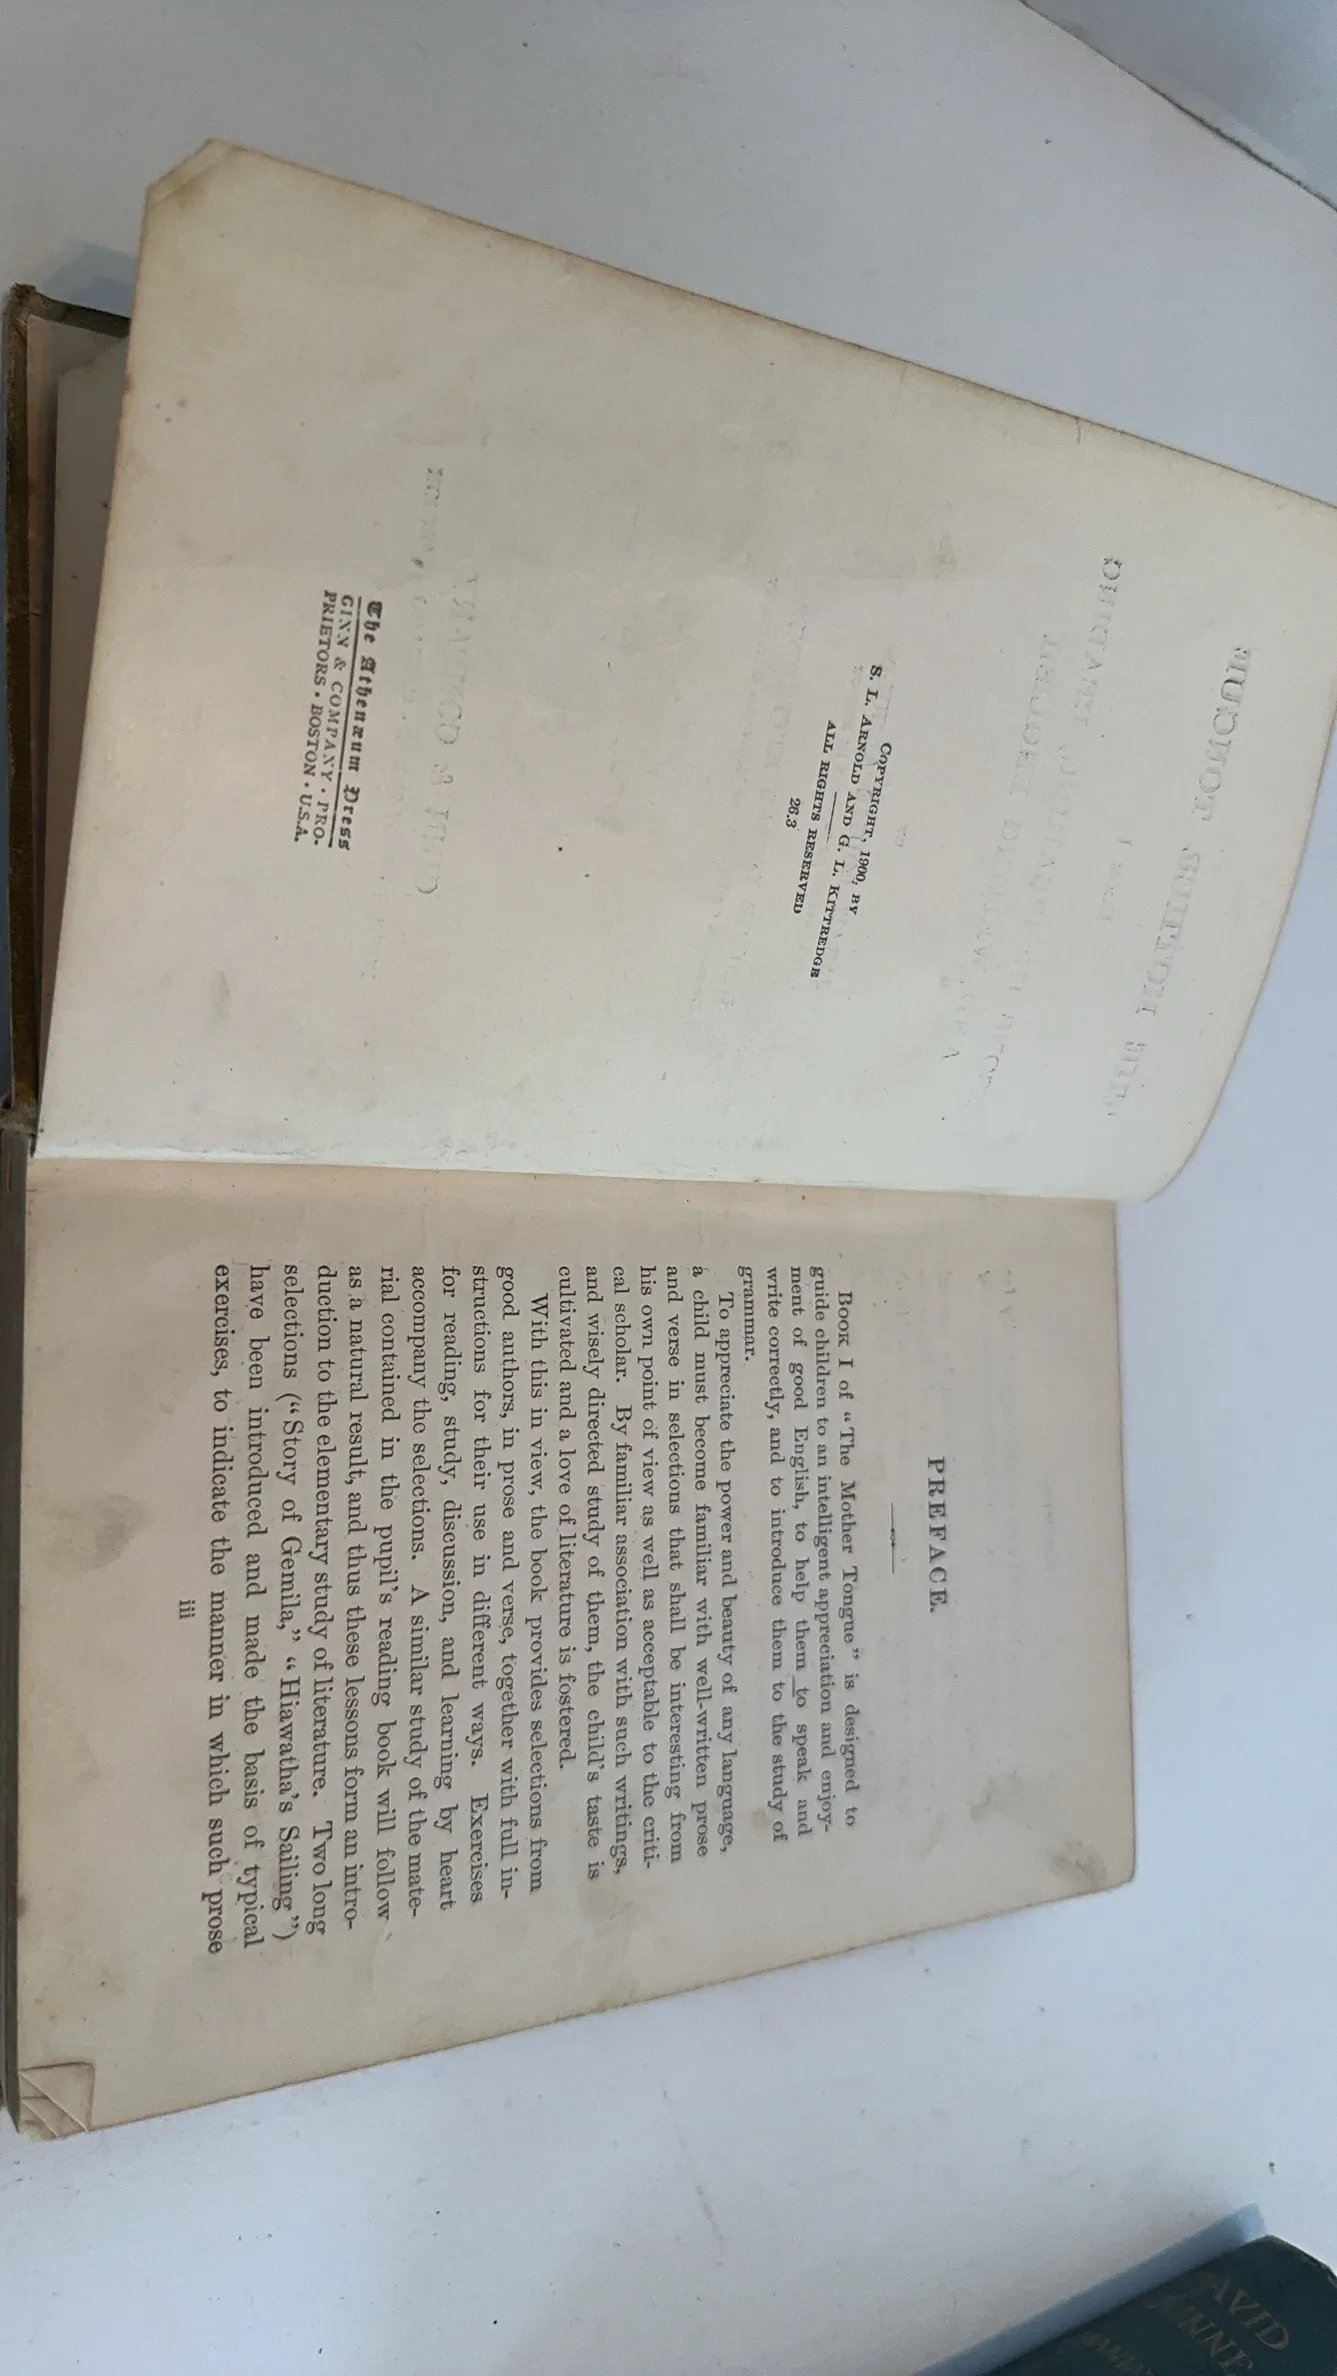 COPYRIGHT, 1900, BY
S. L. ARNOLD AND G. L. KITTREDGE
ALL RIGHTS RESERVED
26.3
The Athenæum Press
GINN & COMPANY · PRO-
PRIETORS · BOSTON · U.S.A.
PREFACE.
BOOK I of “The Mother Tongue” is designed to
guide children to an intelligent appreciation and enjoy-
ment of good English, to help them to speak and
write correctly, and to introduce them to the study of
grammar.
To appreciate the power and beauty of any language,
a child must become familiar with well-written prose
and verse in selections that shall be interesting from
his own point of view as well as acceptable to the criti-
cal scholar. By familiar association with such writings,
and wisely directed study of them, the child’s taste is
cultivated and a love of literature is fostered.
With this in view, the book provides selections from
good authors, in prose and verse, together with full in-
structions for their use in different ways. Exercises
for reading, study, discussion, and learning by heart
accompany the selections. A similar study of the mate-
rial contained in the pupil’s reading book will follow
as a natural result, and thus these lessons form an intro-
duction to the elementary study of literature. Two long
selections (“Story of Gemila,” “Hiawatha’s Sailing”)
have been introduced and made the basis of typical
exercises, to indicate the manner in which such prose
iii
AVID